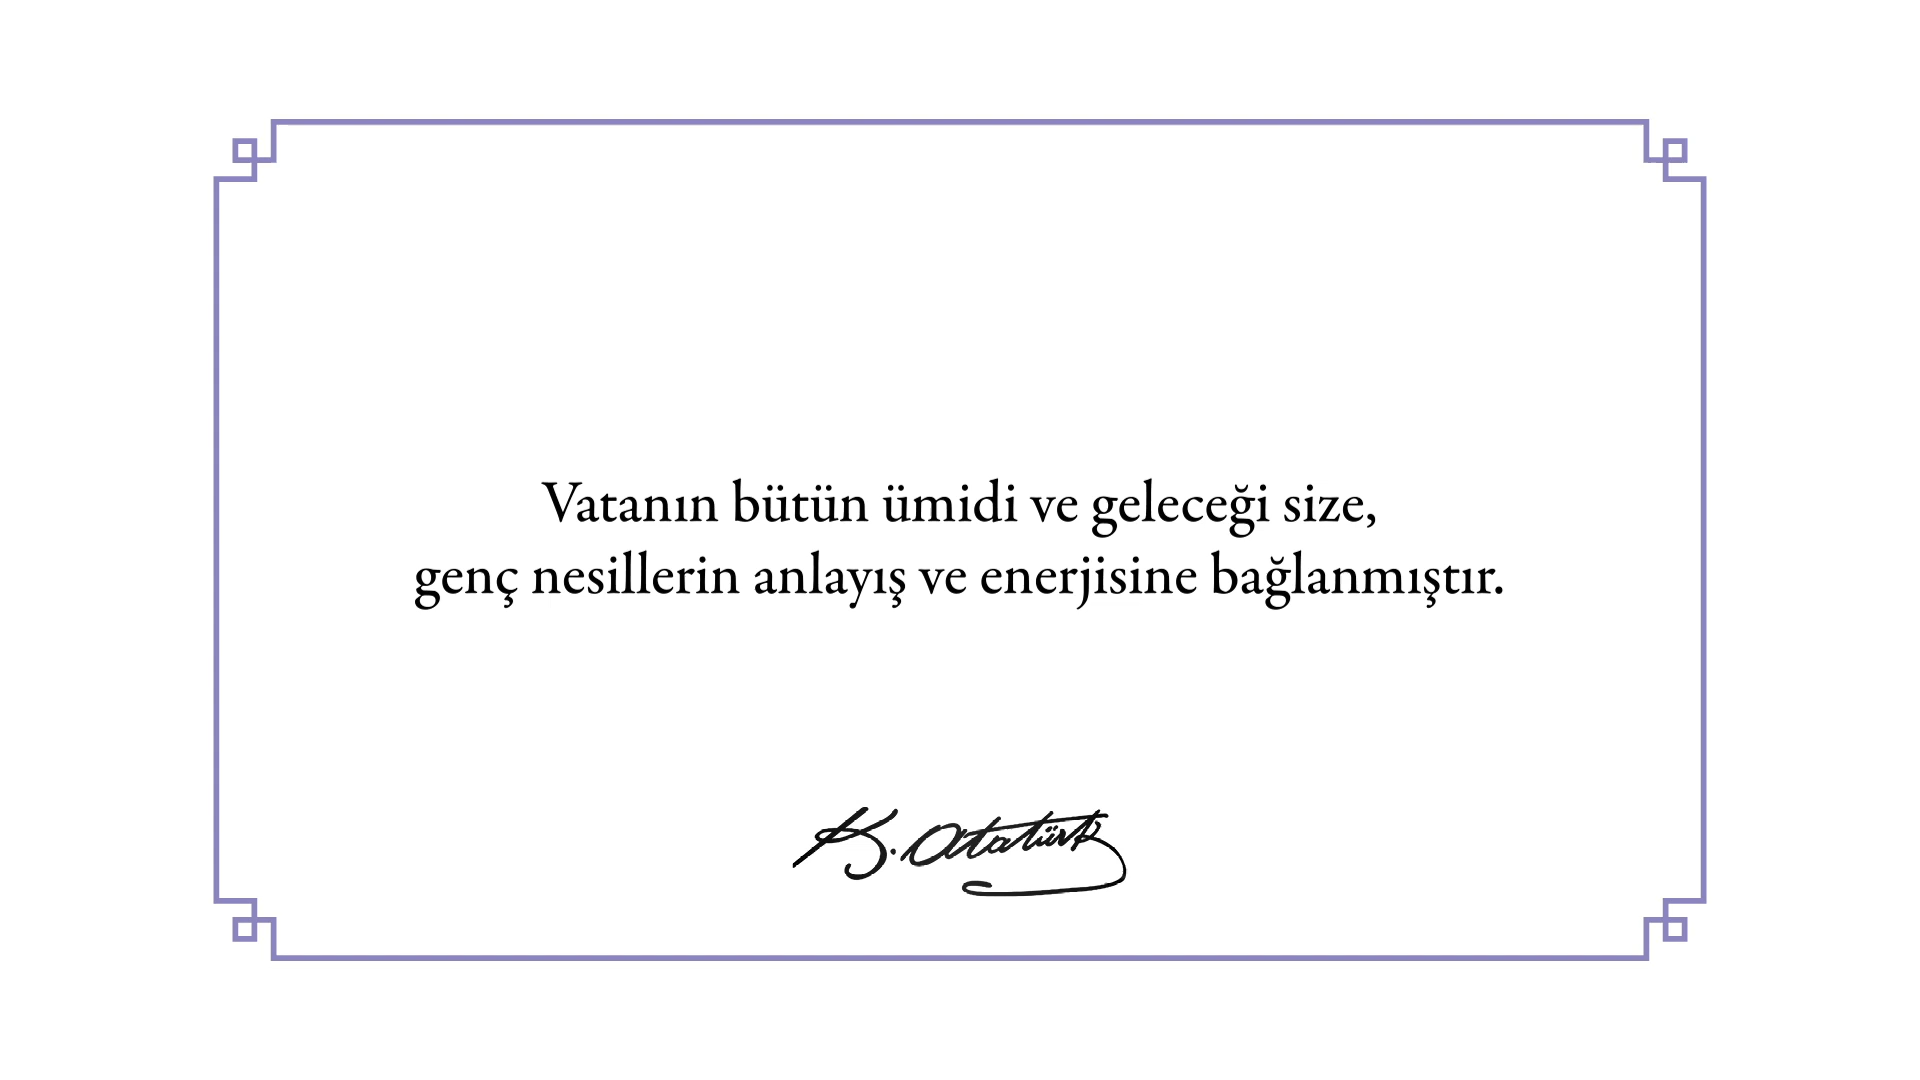 Vatanın bütün ümidi ve geleceği size,
genç nesillerin anlayış ve enerjisine bağlanmıştır.
K. Atatürk